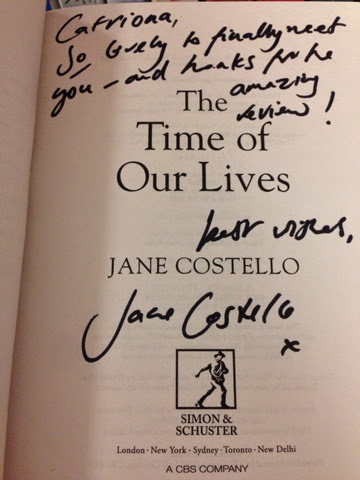 Catriona,
So lovely to finally meet
you – and thanks for the
amazing
review!
The
Time of
Our Lives
best wishes,
JANE COSTELLO
Jane Costello
x
SIMON &
SCHUSTER
London · New York · Sydney · Toronto · New Delhi
A CBS COMPANY